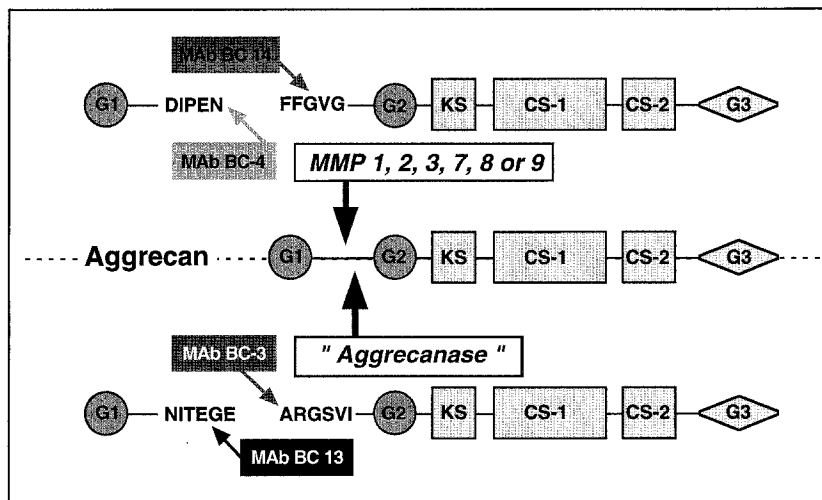 MAb BC 14
G1 DIPEN FFGVG G2 KS CS-1 CS-2 G3
MAb BC-4
MMP 1, 2, 3, 7, 8 or 9
Aggrecan G1 G2 KS CS-1 CS-2 G3
MAb BC-3
" Aggrecanase "
G1 NITEGE ARGSVI G2 KS CS-1 CS-2 G3
MAb BC 13